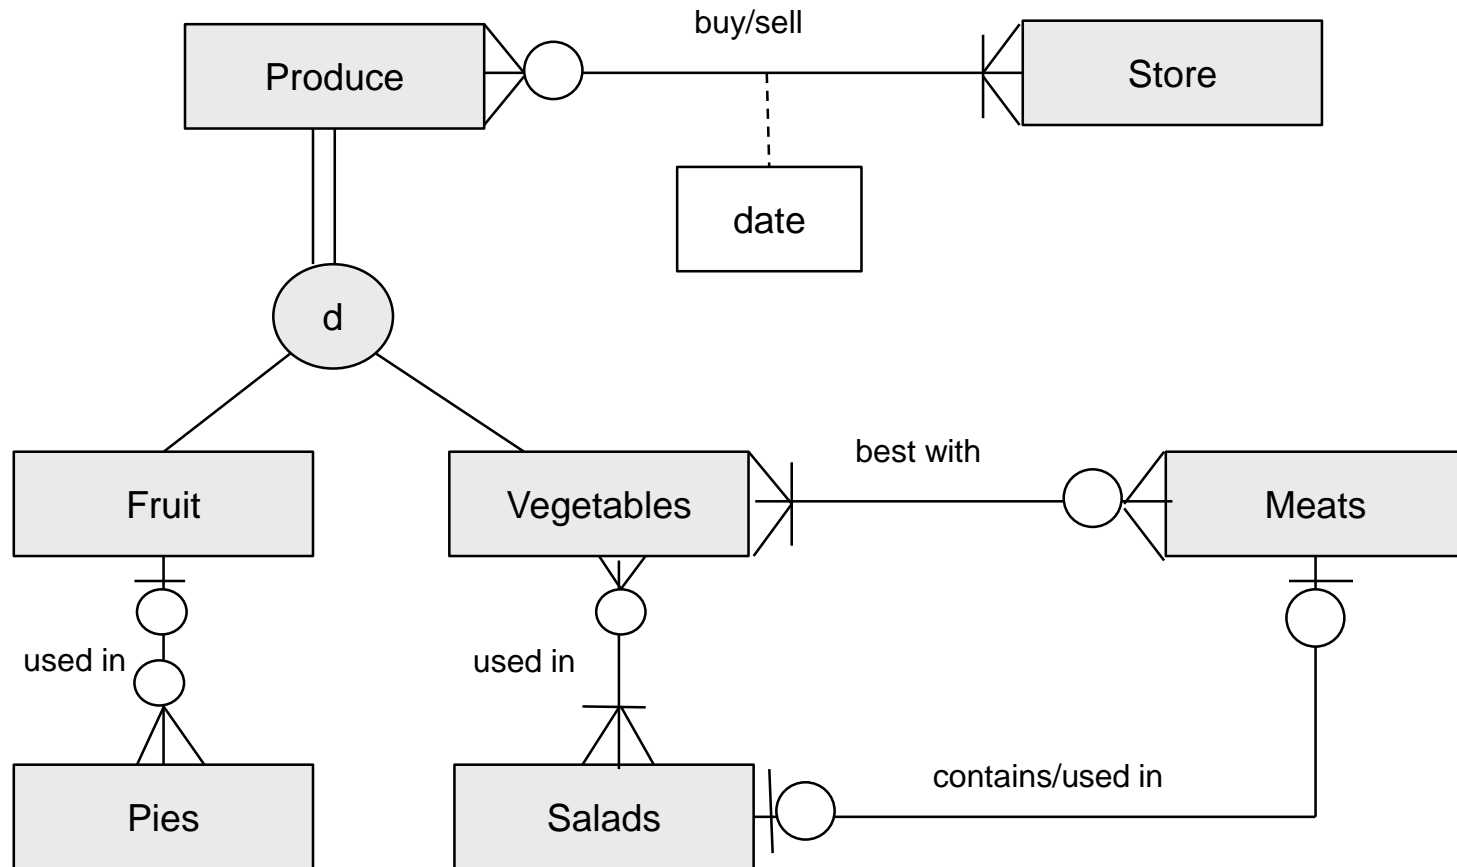 buy/sell
Produce
Store
date
d
best with
Fruit
Vegetables
Meats
used in
used in
contains/used in
Pies
Salads